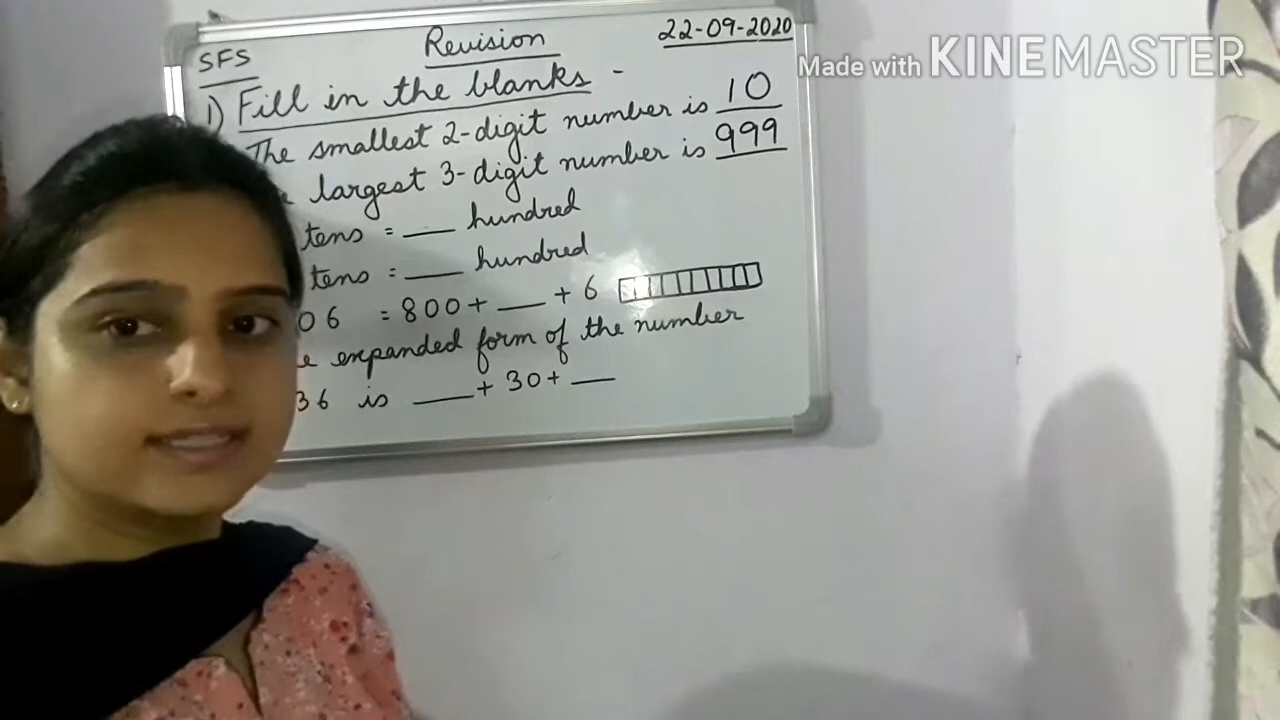 SFS
Revision
22-09-2020
Made with KINEMASTER
1) Fill in the blanks -
The smallest 2-digit number is 10
largest 3-digit number is 999
tens = ___ hundred
tens = ___ hundred
06 = 800 + ___ + 6
expanded form of the number
36 is ___ + 30 + ___